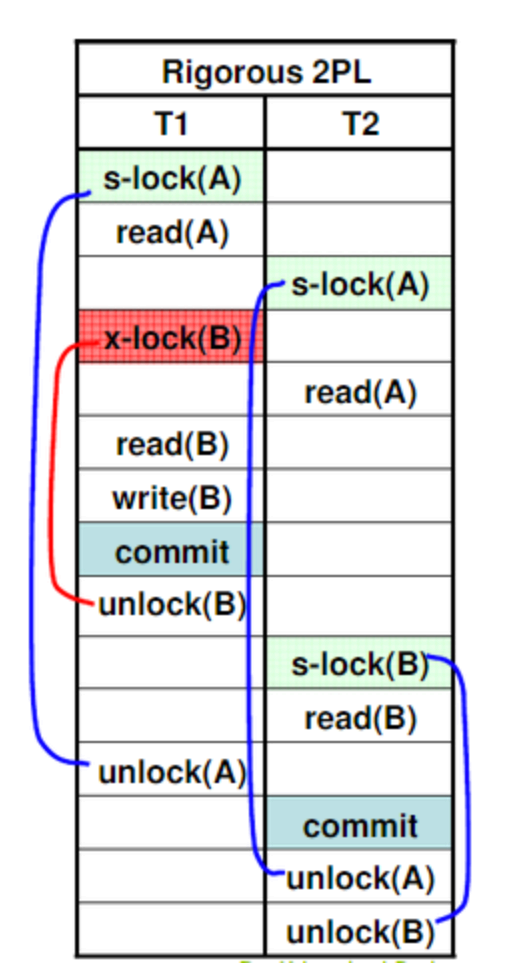 Rigorous 2PL
T1 T2
s-lock(A)
read(A)
s-lock(A)
x-lock(B)
read(A)
read(B)
write(B)
commit
unlock(B)
s-lock(B)
read(B)
unlock(A)
commit
unlock(A)
unlock(B)